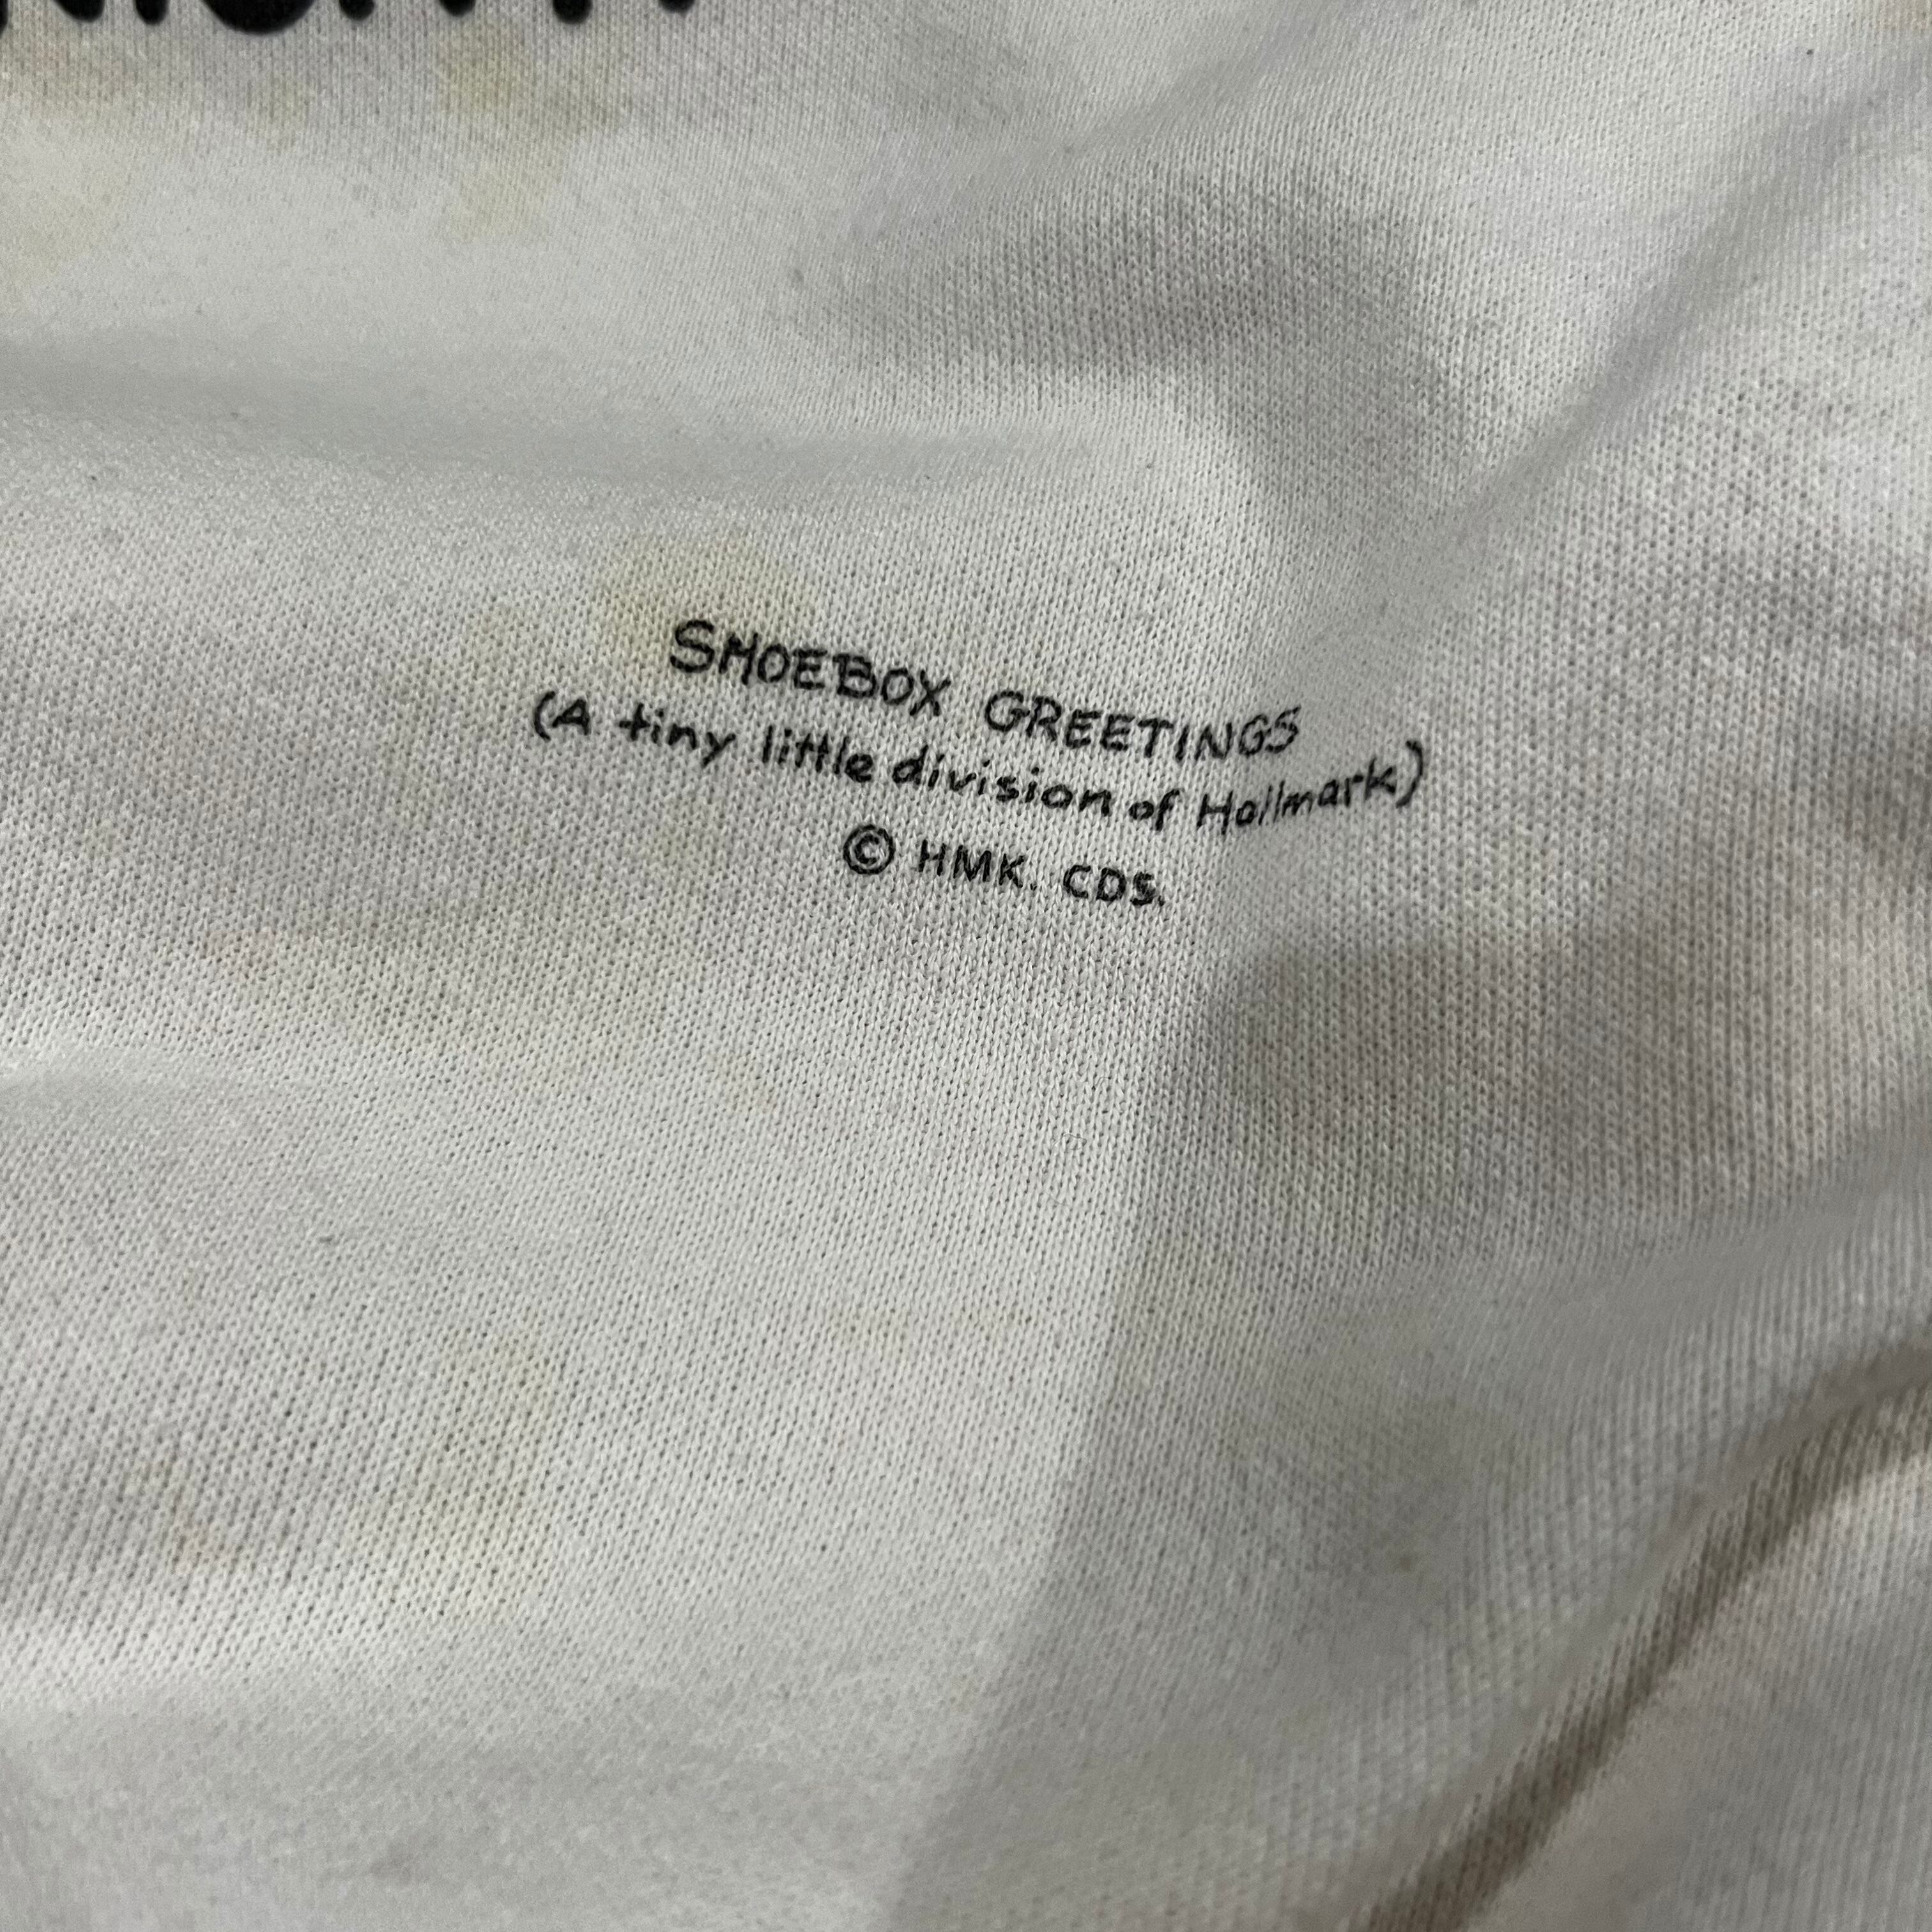 SHOEBOX GREETINGS
(A tiny little division of Hallmark)
© HMK. CDS.